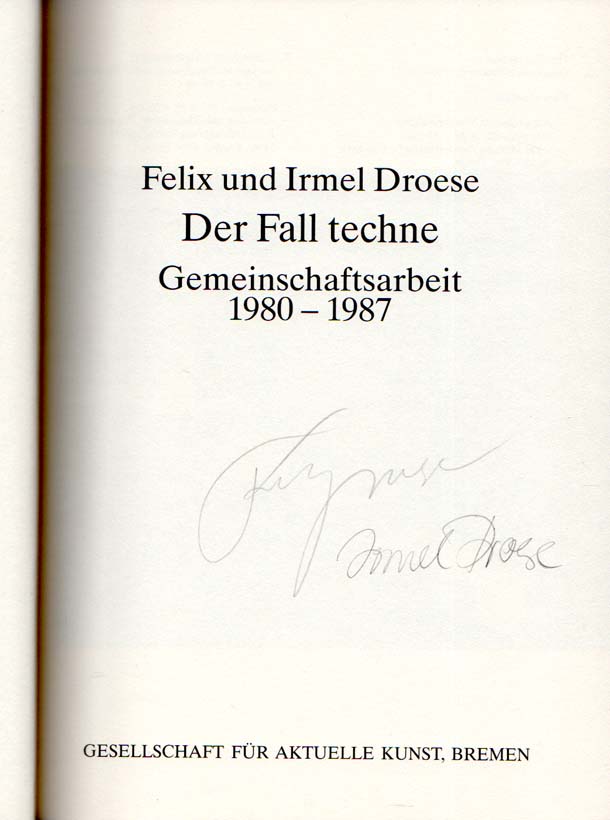 Felix und Irmel Droese
Der Fall techne
Gemeinschaftsarbeit
1980 – 1987
Irmel Droese
GESELLSCHAFT FÜR AKTUELLE KUNST, BREMEN